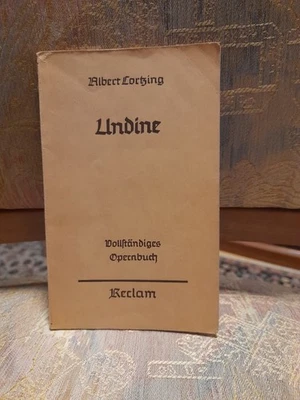 Albert Lortzing
Undine
Vollständiges
Opernbuch
Reclam